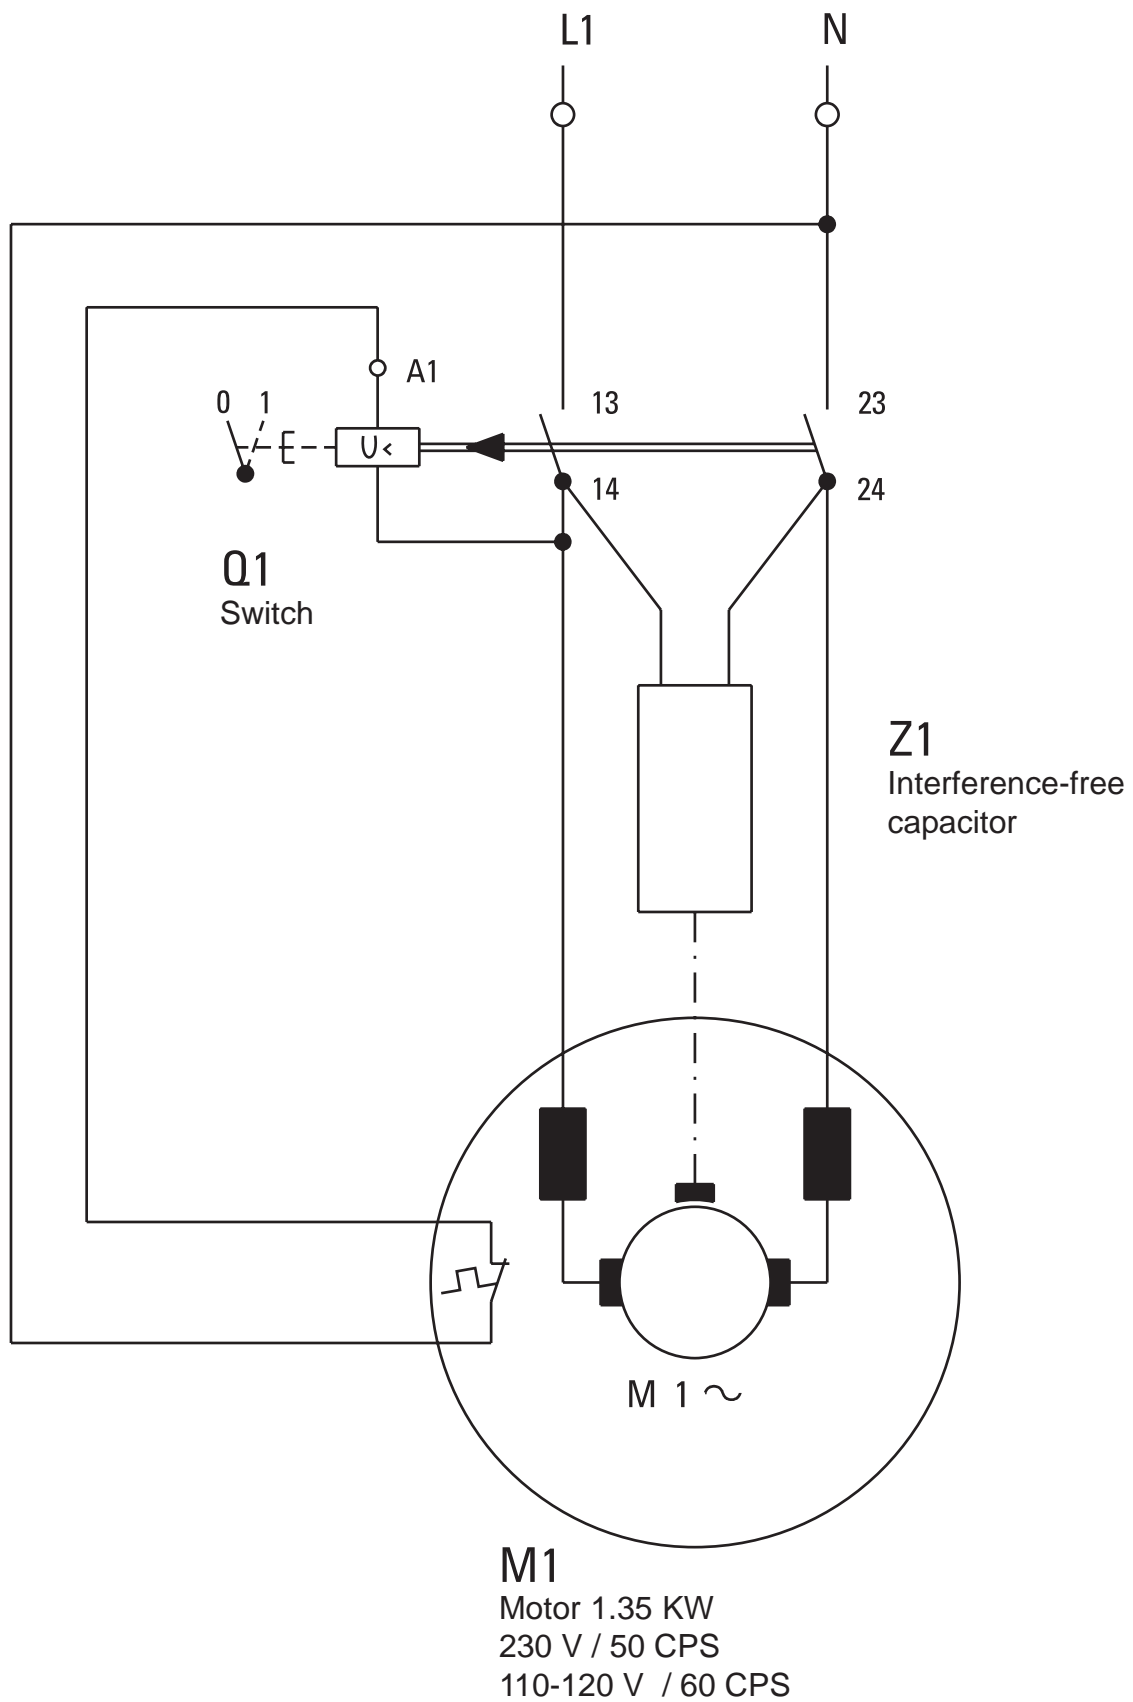 L1 N
A1
0 1
13 23
U<
14 24
Q1
Switch
Z1
Interference-free
capacitor
M 1 ~
M1
Motor 1.35 KW
230 V / 50 CPS
110-120 V / 60 CPS